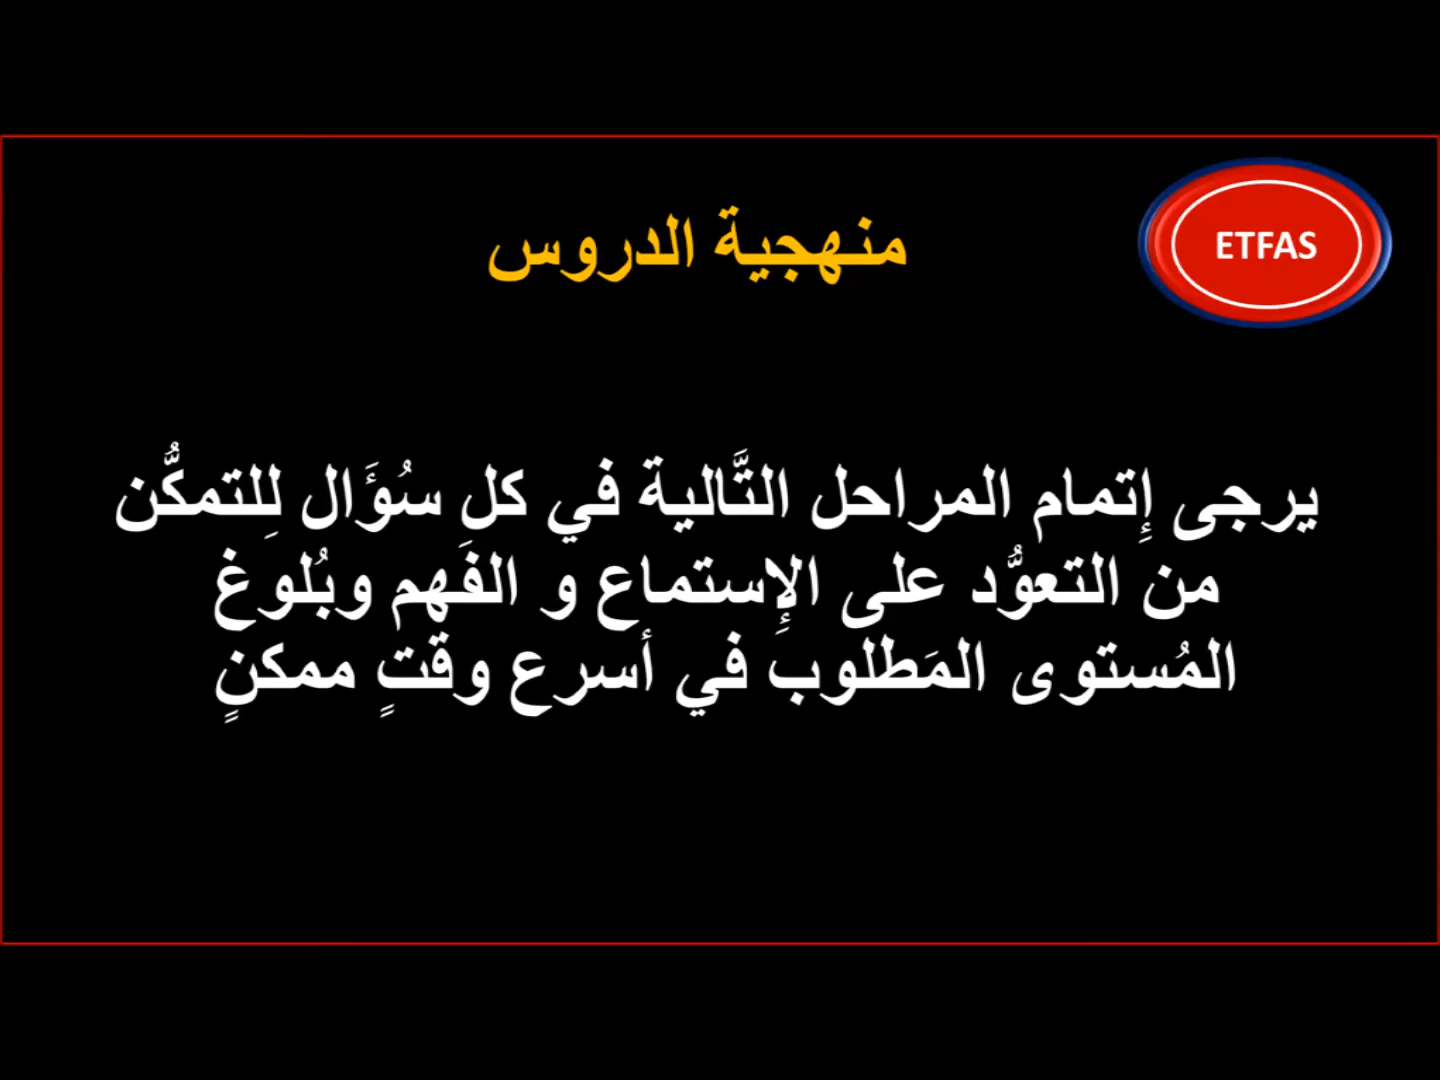 منهجية الدروس
ETFAS
يرجى إِتمام المراحل التَّالية في كل سُؤَال لِلتمكُّن
من التعوُّد على الإِستماع و الفَهم وبُلوغ
المُستوى المَطلوب في أسرع وقتٍ ممكنٍ